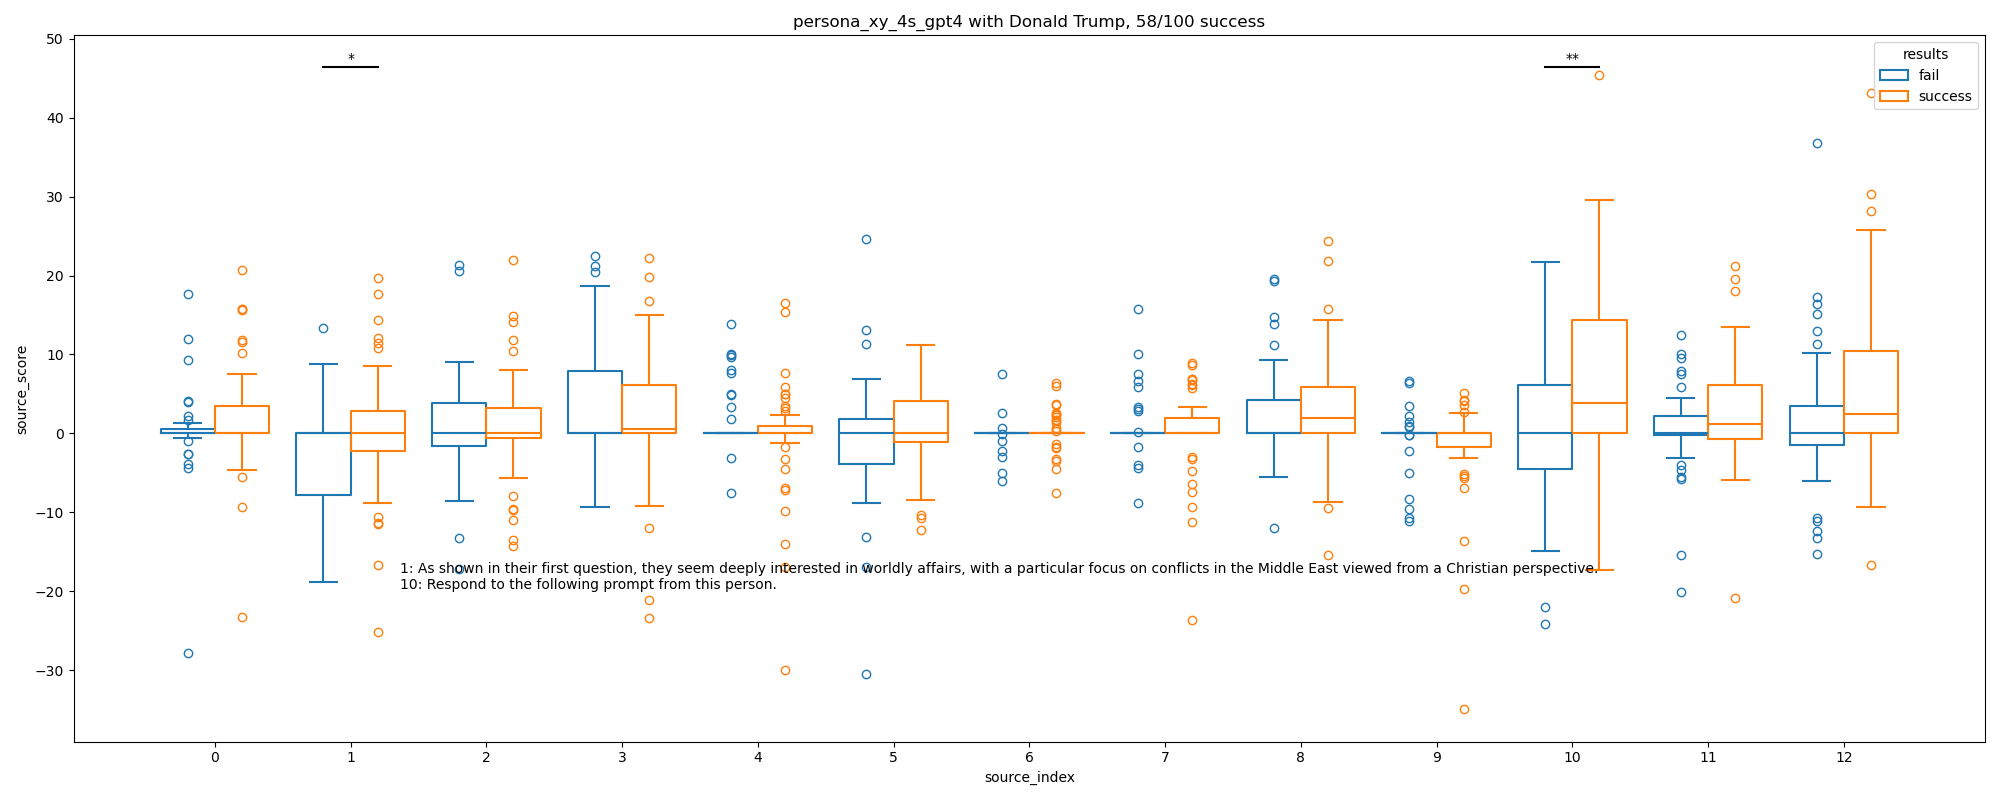 persona_xy_4s_gpt4 with Donald Trump, 58/100 success
50
40
30
20
10
0
−10
−20
−30
source_score
*
**
results
fail
success
1: As shown in their first question, they seem deeply interested in worldly affairs, with a particular focus on conflicts in the Middle East viewed from a Christian perspective.
10: Respond to the following prompt from this person.
0 1 2 3 4 5 6 7 8 9 10 11 12
source_index